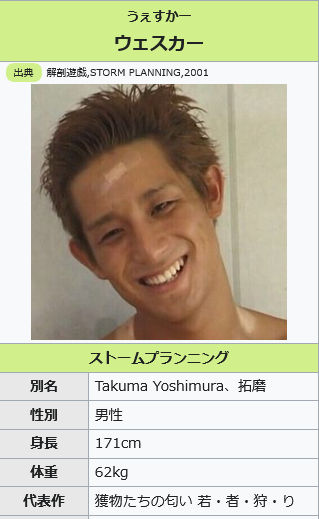 うぇすかー
ウェスカー
出典 解剖遊戯,STORM PLANNING,2001
ストームプランニング
別名 Takuma Yoshimura、拓磨
性別 男性
身長 171cm
体重 62kg
代表作 獲物たちの匂い 若・者・狩・り